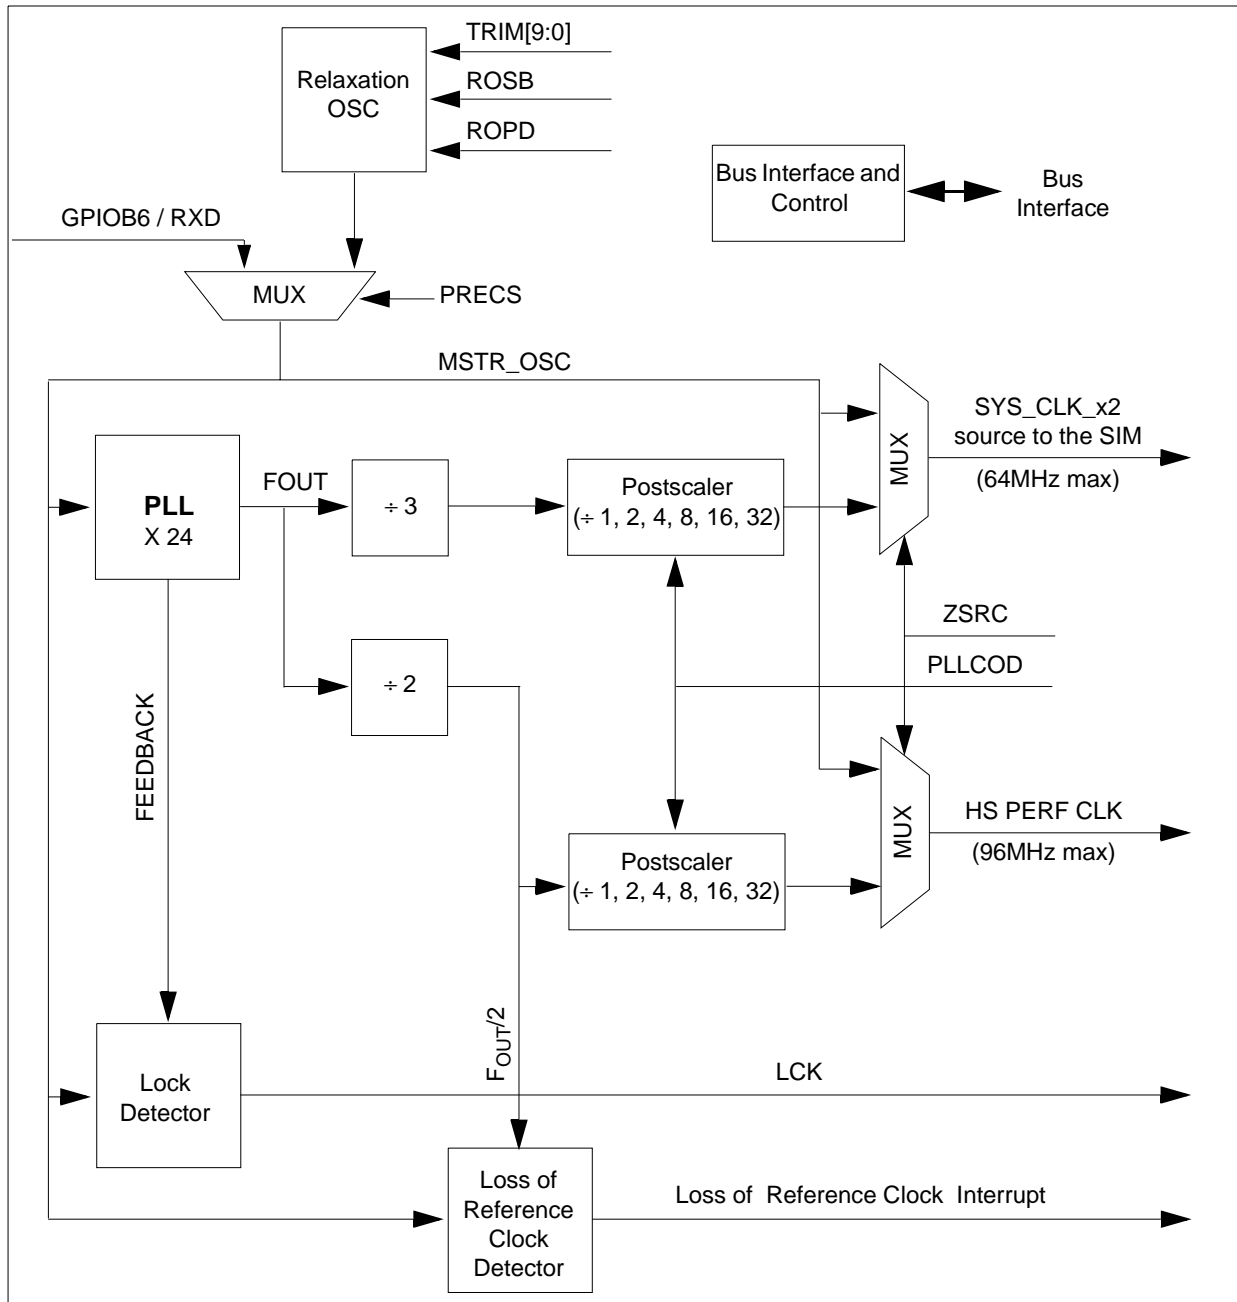 TRIM[9:0]
Relaxation
OSC
ROSB
ROPD
Bus Interface and
Control
Bus
Interface
GPIOB6 / RXD
MUX
PRECS
MSTR_OSC
MUX
SYS_CLK_x2
source to the SIM
(64MHz max)
PLL
X 24
FOUT
÷ 3
Postscaler
(÷ 1, 2, 4, 8, 16, 32)
ZSRC
PLLCOD
÷ 2
FEEDBACK
Postscaler
(÷ 1, 2, 4, 8, 16, 32)
MUX
HS PERF CLK
(96MHz max)
FOUT/2
Lock
Detector
LCK
Loss of
Reference
Clock
Detector
Loss of Reference Clock Interrupt